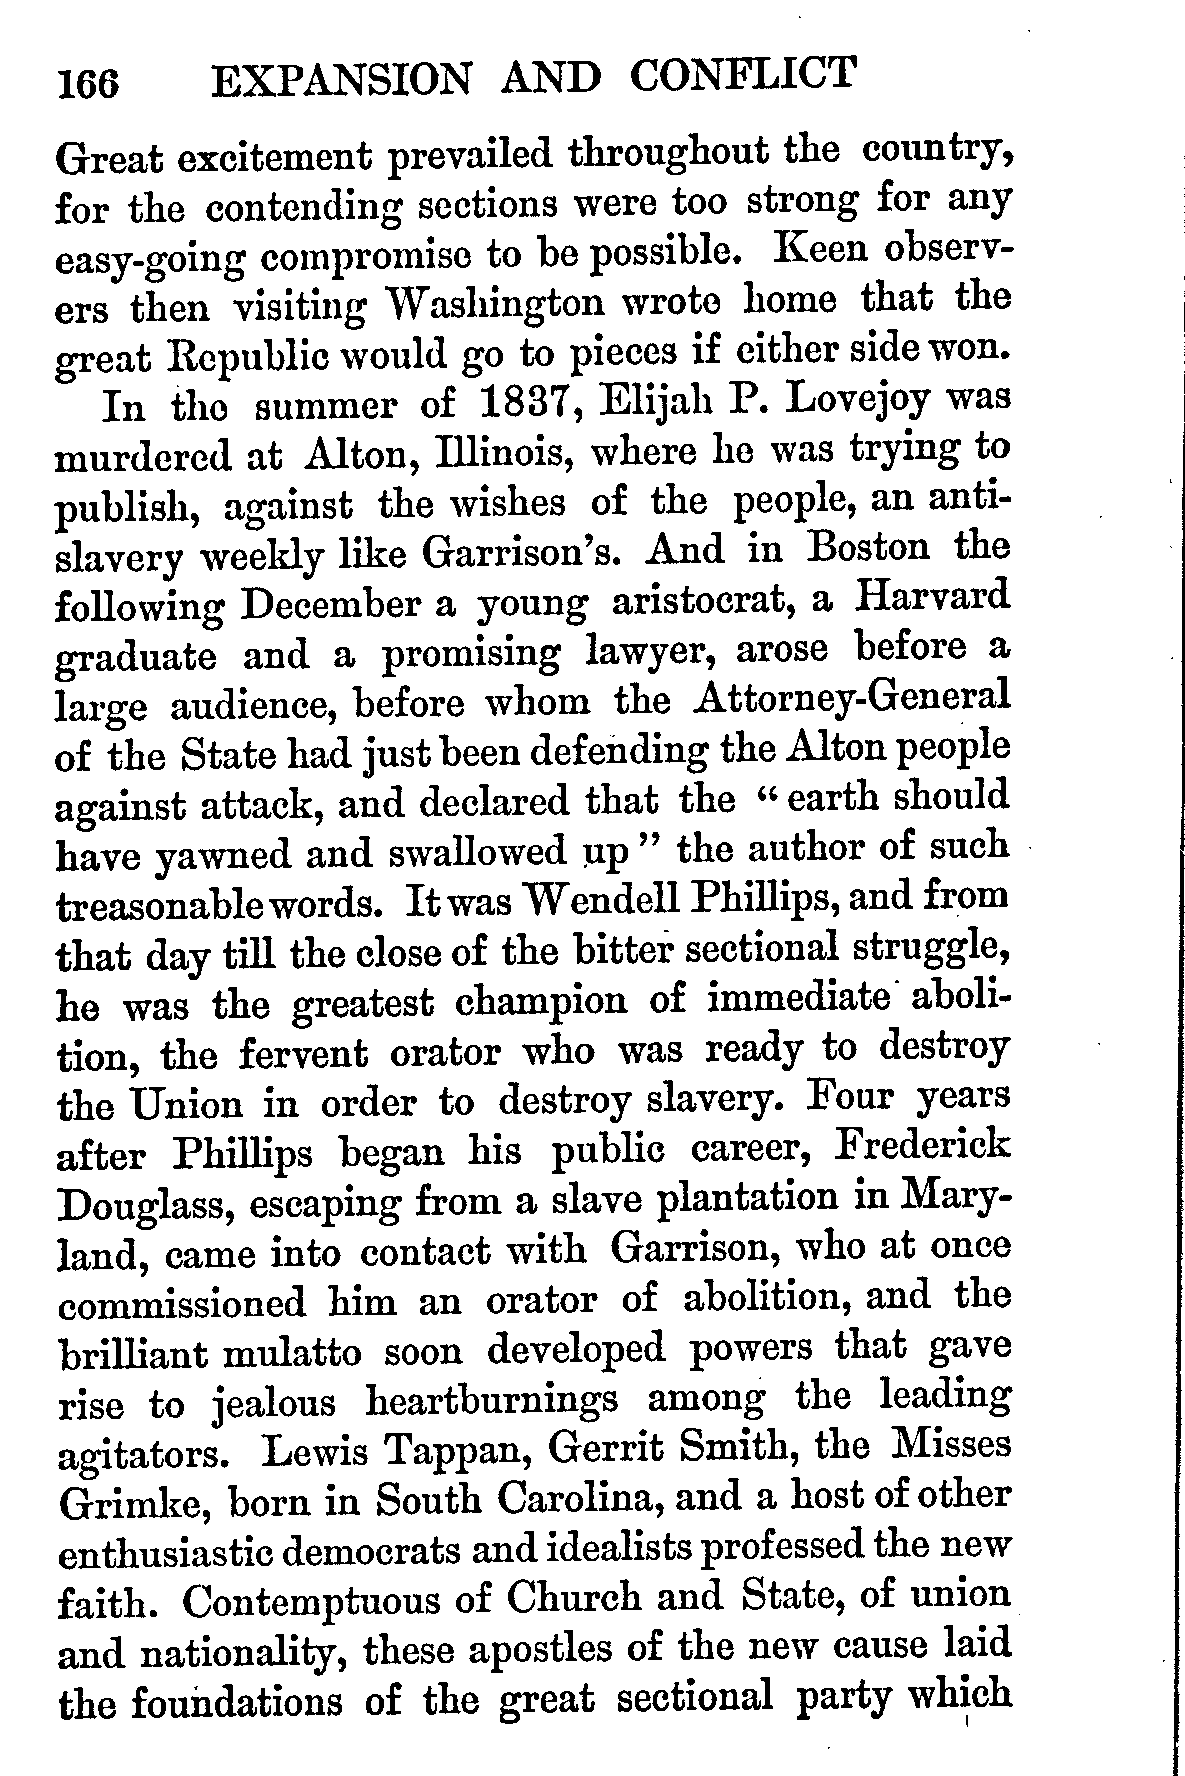 166 EXPANSION AND CONFLICT
Great excitement prevailed throughout the country,
for the contending sections were too strong for any
easy-going compromise to be possible. Keen observ-
ers then visiting Washington wrote home that the
great Republic would go to pieces if either side won.
In the summer of 1837, Elijah P. Lovejoy was
murdered at Alton, Illinois, where he was trying to
publish, against the wishes of the people, an anti-
slavery weekly like Garrison's. And in Boston the
following December a young aristocrat, a Harvard
graduate and a promising lawyer, arose before a
large audience, before whom the Attorney-General
of the State had just been defending the Alton people
against attack, and declared that the "earth should
have yawned and swallowed up" the author of such
treasonable words. It was Wendell Phillips, and from
that day till the close of the bitter sectional struggle,
he was the greatest champion of immediate aboli-
tion, the fervent orator who was ready to destroy
the Union in order to destroy slavery. Four years
after Phillips began his public career, Frederick
Douglass, escaping from a slave plantation in Mary-
land, came into contact with Garrison, who at once
commissioned him an orator of abolition, and the
brilliant mulatto soon developed powers that gave
rise to jealous heartburnings among the leading
agitators. Lewis Tappan, Gerrit Smith, the Misses
Grimke, born in South Carolina, and a host of other
enthusiastic democrats and idealists professed the new
faith. Contemptuous of Church and State, of union
and nationality, these apostles of the new cause laid
the foundations of the great sectional party which